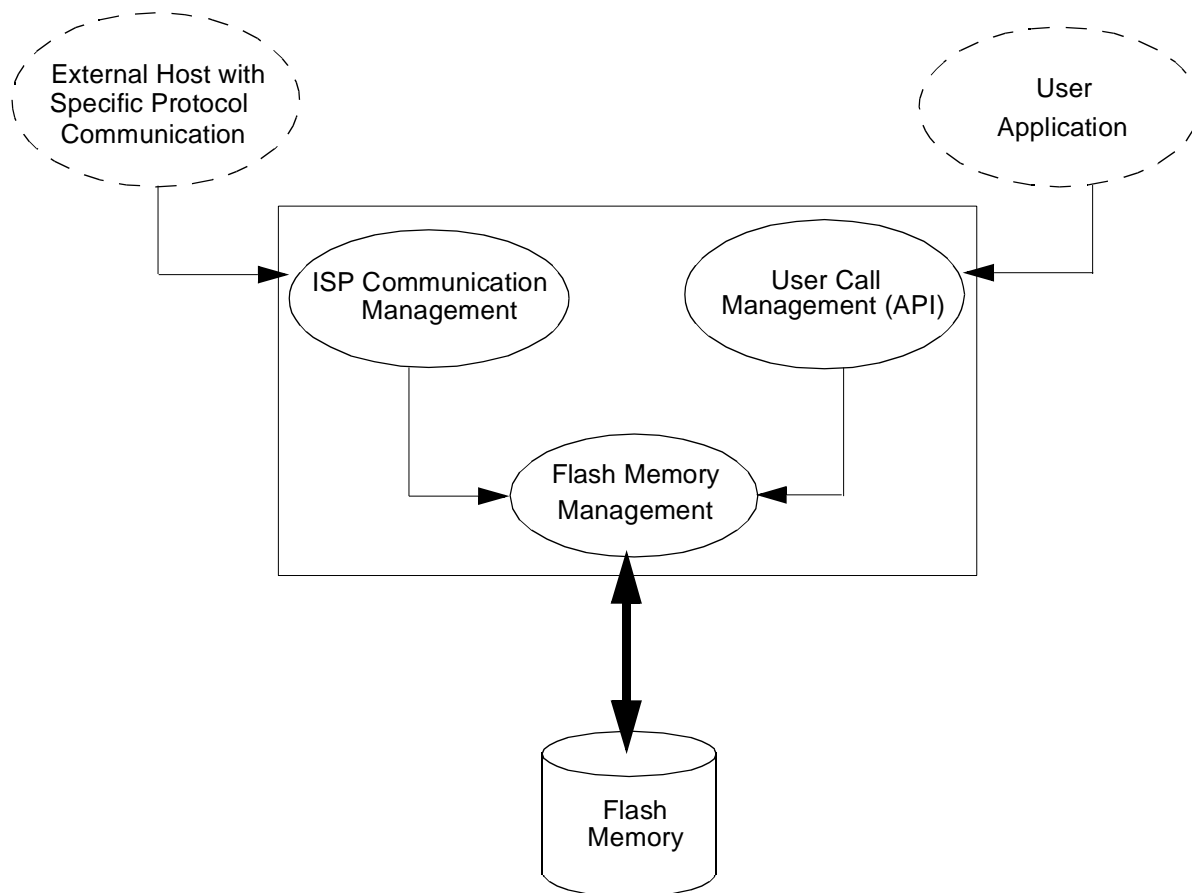 External Host with
Specific Protocol
Communication
User
Application
ISP Communication
Management
User Call
Management (API)
Flash Memory
Management
Flash
Memory